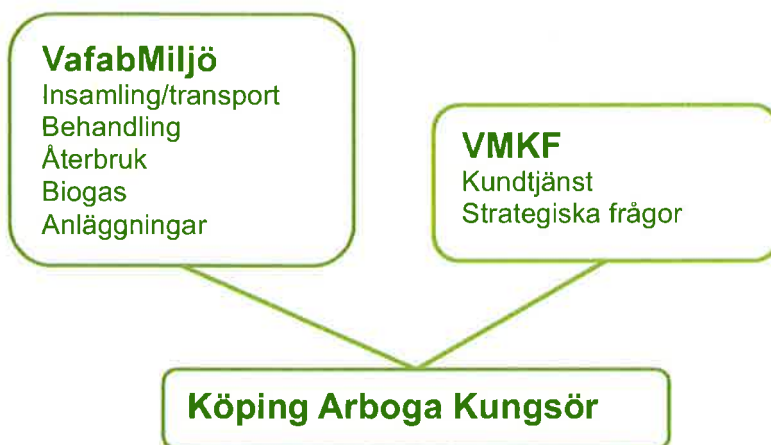 VafabMiljö
Insamling/transport
Behandling
Återbruk
Biogas
Anläggningar
VMKF
Kundtjänst
Strategiska frågor
Köping Arboga Kungsör